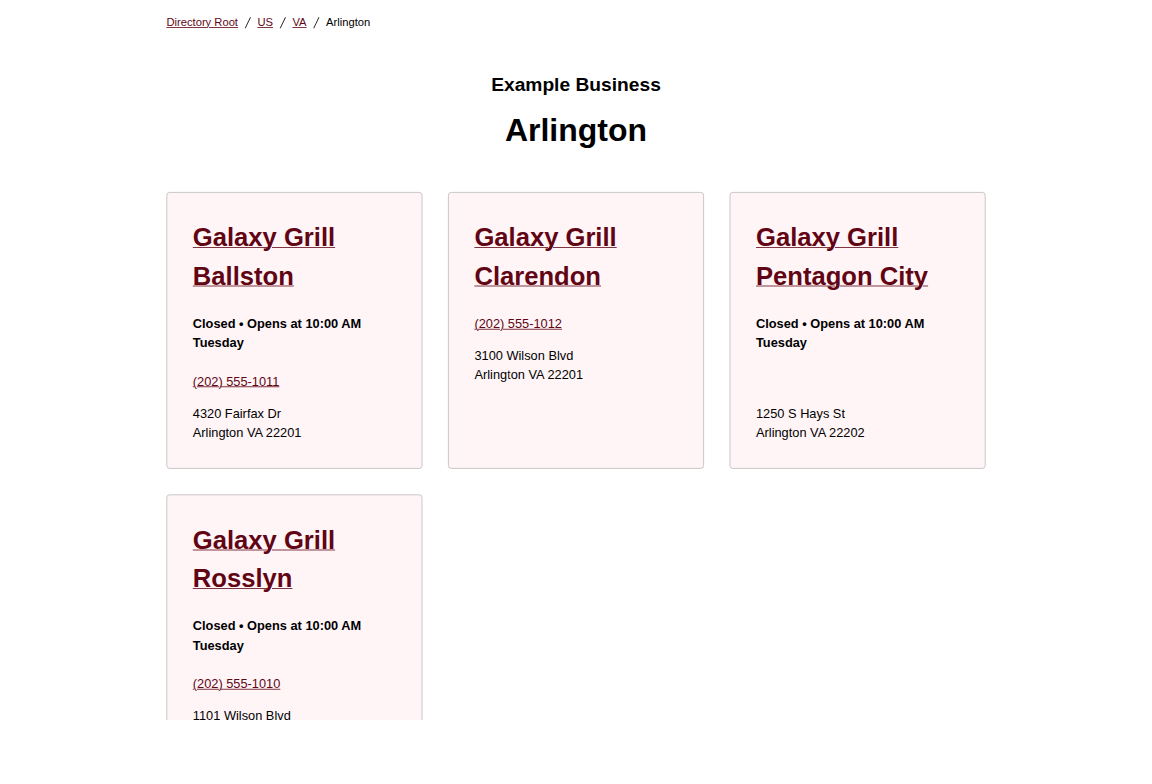 Directory Root / US / VA / Arlington
Example Business
Arlington
Galaxy Grill
Ballston
Closed • Opens at 10:00 AM
Tuesday
(202) 555-1011
4320 Fairfax Dr
Arlington VA 22201
Galaxy Grill
Clarendon
(202) 555-1012
3100 Wilson Blvd
Arlington VA 22201
Galaxy Grill
Pentagon City
Closed • Opens at 10:00 AM
Tuesday
1250 S Hays St
Arlington VA 22202
Galaxy Grill
Rosslyn
Closed • Opens at 10:00 AM
Tuesday
(202) 555-1010
1101 Wilson Blvd